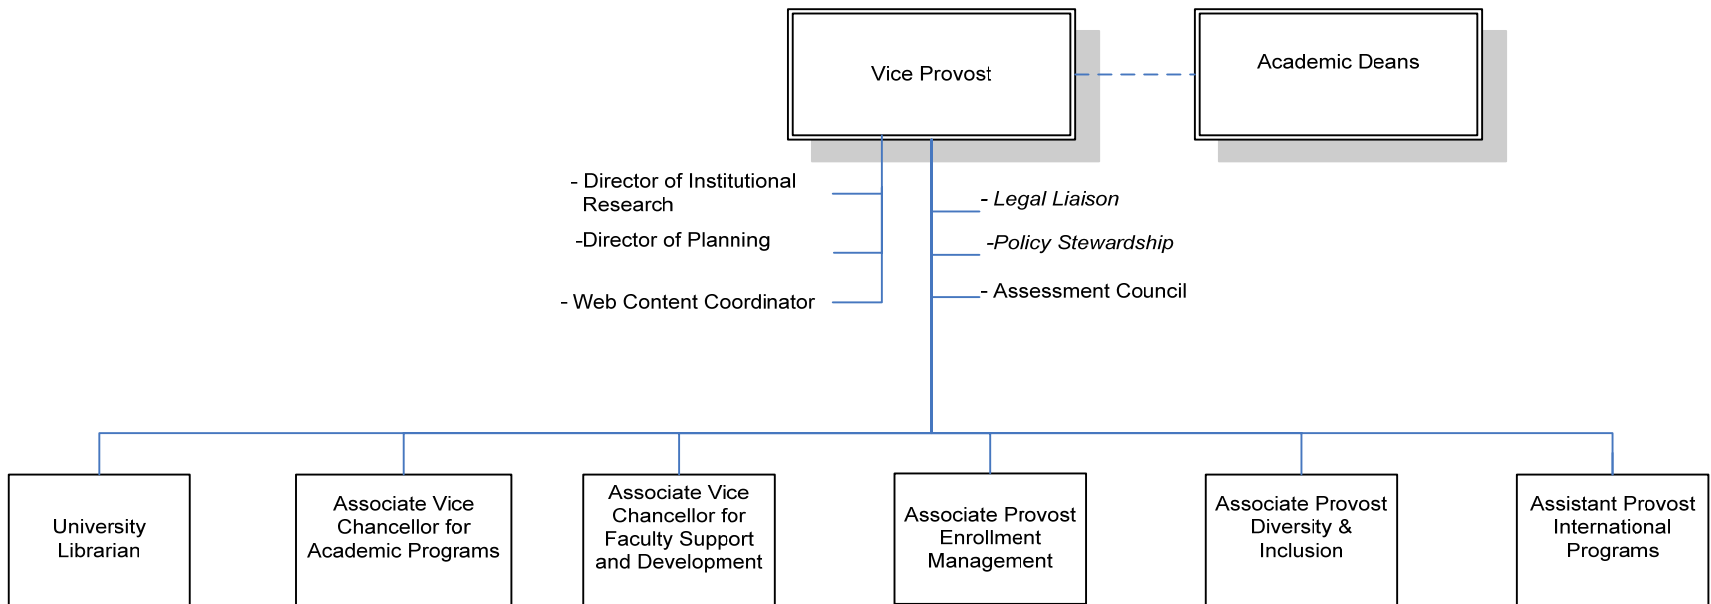 Vice Provost
Academic Deans
- Director of Institutional
Research
-Director of Planning
- Web Content Coordinator
- Legal Liaison
-Policy Stewardship
- Assessment Council
University
Librarian
Associate Vice
Chancellor for
Academic Programs
Associate Vice
Chancellor for
Faculty Support
and Development
Associate Provost
Enrollment
Management
Associate Provost
Diversity &
Inclusion
Assistant Provost
International
Programs